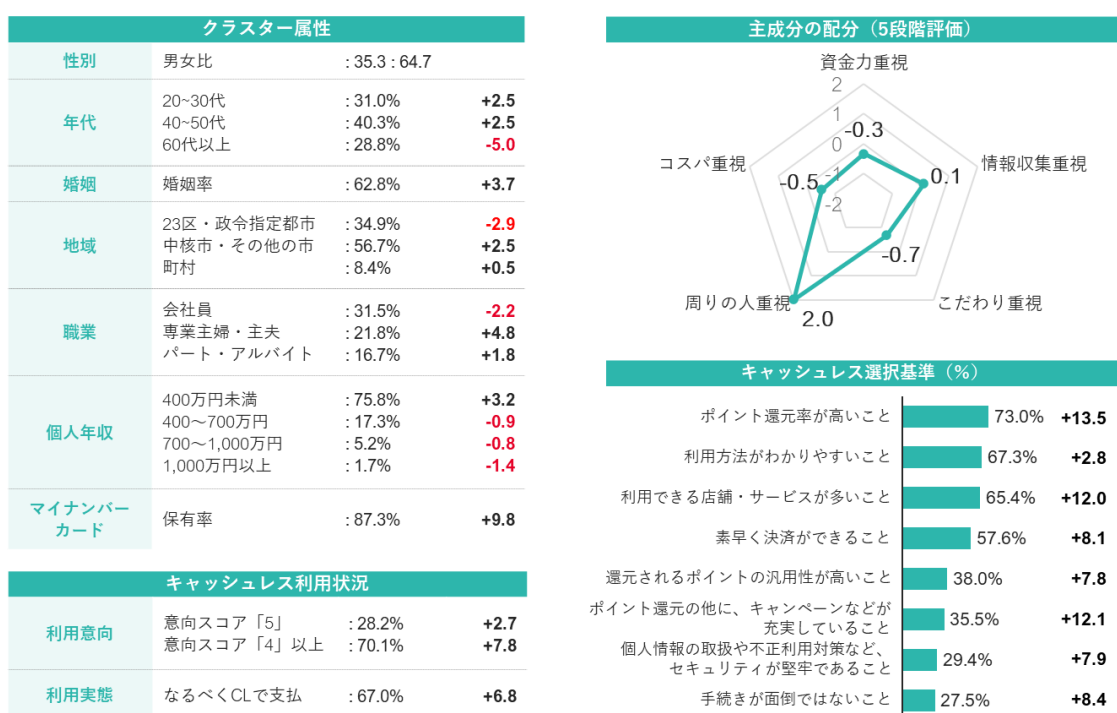 クラスター属性
性別 男女比 : 35.3 : 64.7
年代
20~30代 : 31.0% +2.5
40~50代 : 40.3% +2.5
60代以上 : 28.8% -5.0
婚姻 婚姻率 : 62.8% +3.7
地域
23区・政令指定都市 : 34.9% -2.9
中核市・その他の市 : 56.7% +2.5
町村 : 8.4% +0.5
職業
会社員 : 31.5% -2.2
専業主婦・主夫 : 21.8% +4.8
パート・アルバイト : 16.7% +1.8
個人年収
400万円未満 : 75.8% +3.2
400～700万円 : 17.3% -0.9
700～1,000万円 : 5.2% -0.8
1,000万円以上 : 1.7% -1.4
マイナンバー
カード
保有率 : 87.3% +9.8
キャッシュレス利用状況
利用意向
意向スコア「5」 : 28.2% +2.7
意向スコア「4」以上 : 70.1% +7.8
利用実態 なるべくCLで支払 : 67.0% +6.8
主成分の配分（5段階評価）
資金力重視
2
1
-0.3
0
コスパ重視
情報収集重視
-1
-0.5
0.1
-2
-0.7
周りの人重視
こだわり重視
2.0
キャッシュレス選択基準（%）
ポイント還元率が高いこと 73.0% +13.5
利用方法がわかりやすいこと 67.3% +2.8
利用できる店舗・サービスが多いこと 65.4% +12.0
素早く決済ができること 57.6% +8.1
還元されるポイントの汎用性が高いこと 38.0% +7.8
ポイント還元の他に、キャンペーンなどが
充実していること 35.5% +12.1
個人情報の取扱や不正利用対策など、
セキュリティが堅牢であること 29.4% +7.9
手続きが面倒ではないこと 27.5% +8.4